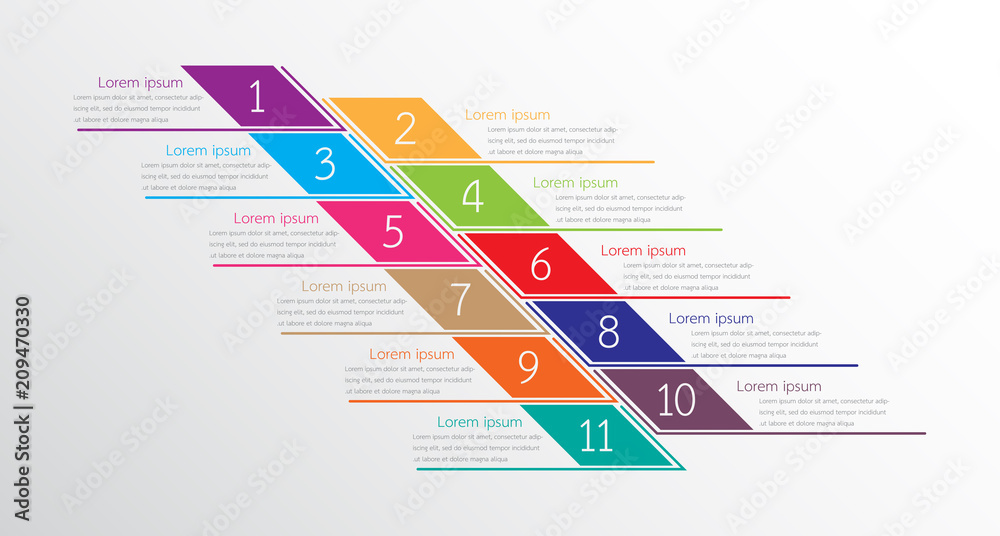 1
Lorem ipsum
Lorem ipsum dolor sit amet, consectetur adip-
iscing elit, sed do eiusmod tempor incididunt
.ut labore et dolore magna aliqua
2
Lorem ipsum
Lorem ipsum dolor sit amet, consectetur adip-
iscing elit, sed do eiusmod tempor incididunt
.ut labore et dolore magna aliqua
3
Lorem ipsum
Lorem ipsum dolor sit amet, consectetur adip-
iscing elit, sed do eiusmod tempor incididunt
.ut labore et dolore magna aliqua
4
Lorem ipsum
Lorem ipsum dolor sit amet, consectetur adip-
iscing elit, sed do eiusmod tempor incididunt
.ut labore et dolore magna aliqua
5
Lorem ipsum
Lorem ipsum dolor sit amet, consectetur adip-
iscing elit, sed do eiusmod tempor incididunt
.ut labore et dolore magna aliqua
6
Lorem ipsum
Lorem ipsum dolor sit amet, consectetur adip-
iscing elit, sed do eiusmod tempor incididunt
.ut labore et dolore magna aliqua
7
Lorem ipsum
Lorem ipsum dolor sit amet, consectetur adip-
iscing elit, sed do eiusmod tempor incididunt
.ut labore et dolore magna aliqua
8
Lorem ipsum
Lorem ipsum dolor sit amet, consectetur adip-
iscing elit, sed do eiusmod tempor incididunt
.ut labore et dolore magna aliqua
9
Lorem ipsum
Lorem ipsum dolor sit amet, consectetur adip-
iscing elit, sed do eiusmod tempor incididunt
.ut labore et dolore magna aliqua
10
Lorem ipsum
Lorem ipsum dolor sit amet, consectetur adip-
iscing elit, sed do eiusmod tempor incididunt
.ut labore et dolore magna aliqua
11
Lorem ipsum
Lorem ipsum dolor sit amet, consectetur adip-
iscing elit, sed do eiusmod tempor incididunt
.ut labore et dolore magna aliqua
Adobe Stock | #209470330
Adobe Stock